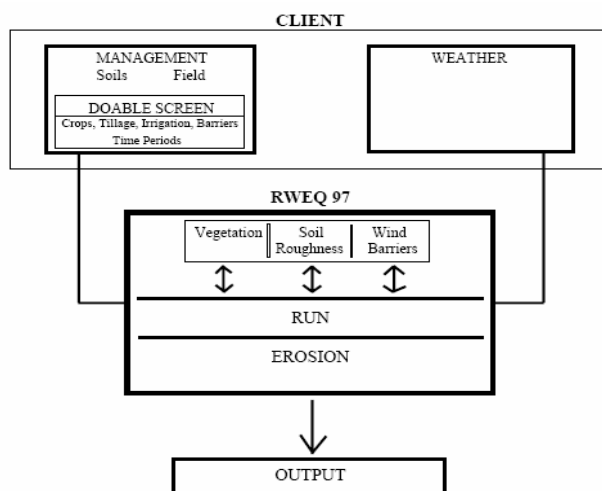 CLIENT
MANAGEMENT
Soils Field
DOABLE SCREEN
Crops, Tillage, Irrigation, Barriers
Time Periods
WEATHER
RWEQ 97
Vegetation
Soil
Roughness
Wind
Barriers
RUN
EROSION
OUTPUT